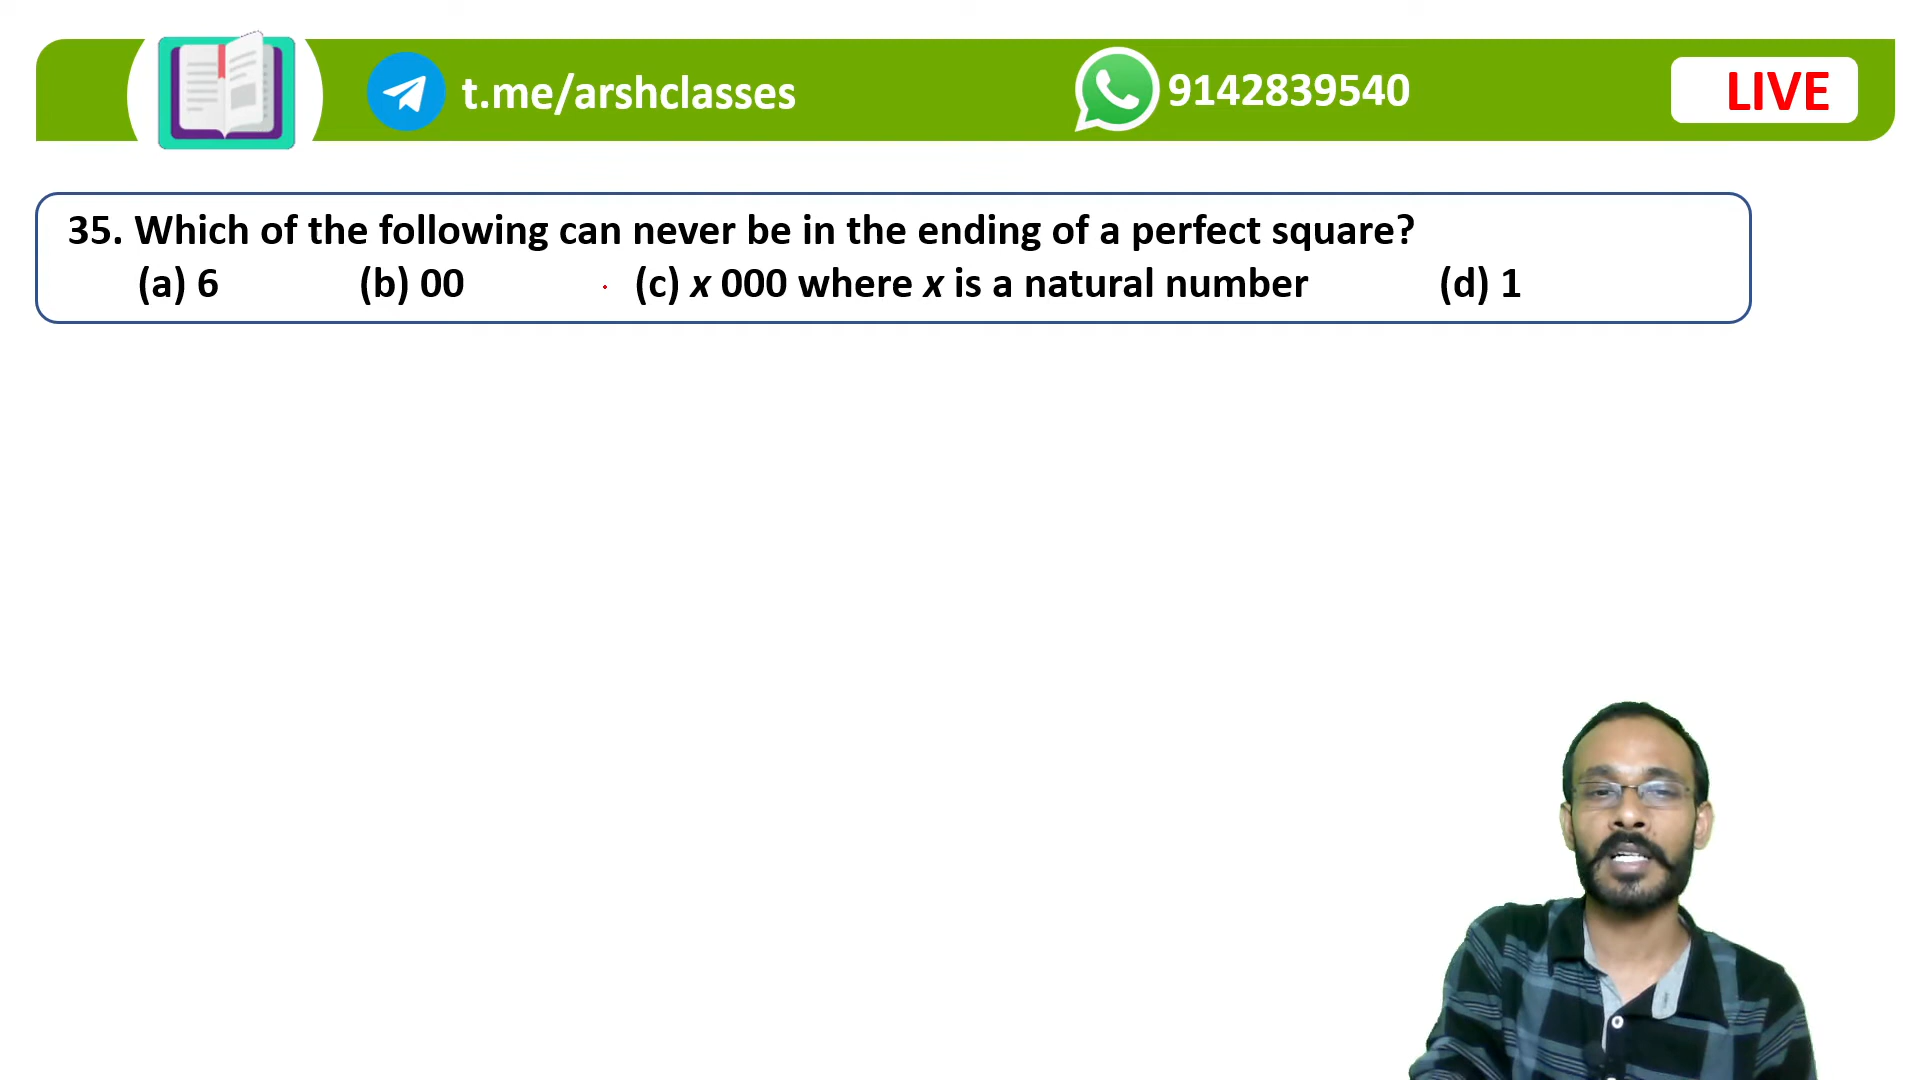 t.me/arshclasses
9142839540
LIVE
35. Which of the following can never be in the ending of a perfect square?
(a) 6 (b) 00 (c) x 000 where x is a natural number (d) 1